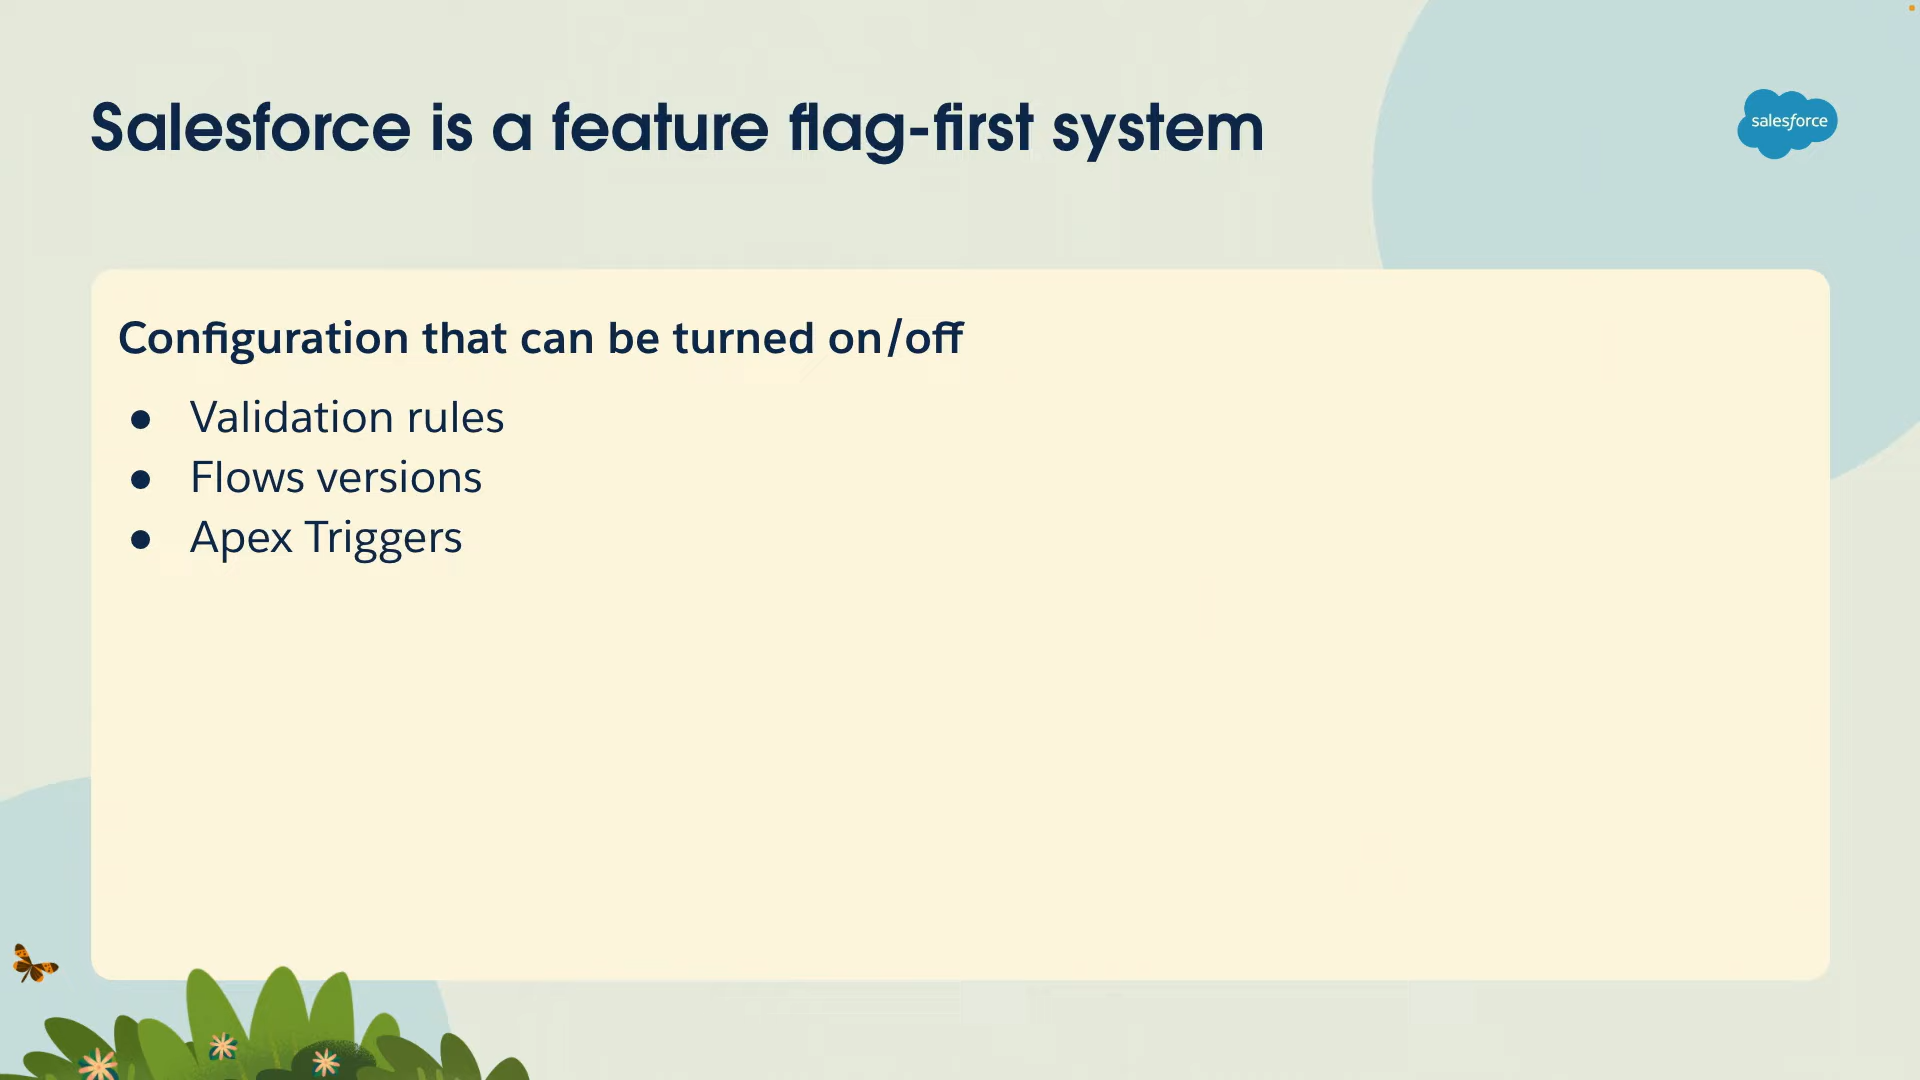 Salesforce is a feature flag-first system
salesforce
Configuration that can be turned on/off
● Validation rules
● Flows versions
● Apex Triggers